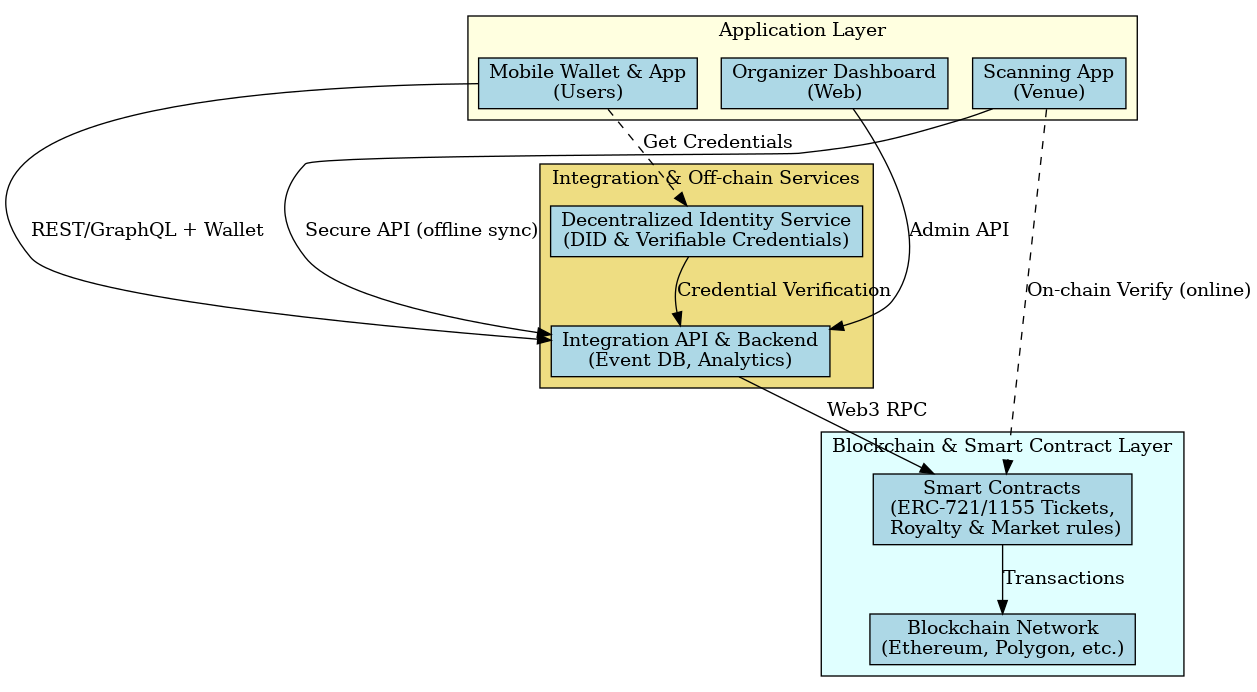 Application Layer
Mobile Wallet & App
(Users)
Organizer Dashboard
(Web)
Scanning App
(Venue)
Get Credentials
Integration & Off-chain Services
REST/GraphQL + Wallet
Secure API (offline sync)
Decentralized Identity Service
(DID & Verifiable Credentials)
Admin API
Credential Verification
On-chain Verify (online)
Integration API & Backend
(Event DB, Analytics)
Web3 RPC
Blockchain & Smart Contract Layer
Smart Contracts
(ERC-721/1155 Tickets,
Royalty & Market rules)
Transactions
Blockchain Network
(Ethereum, Polygon, etc.)